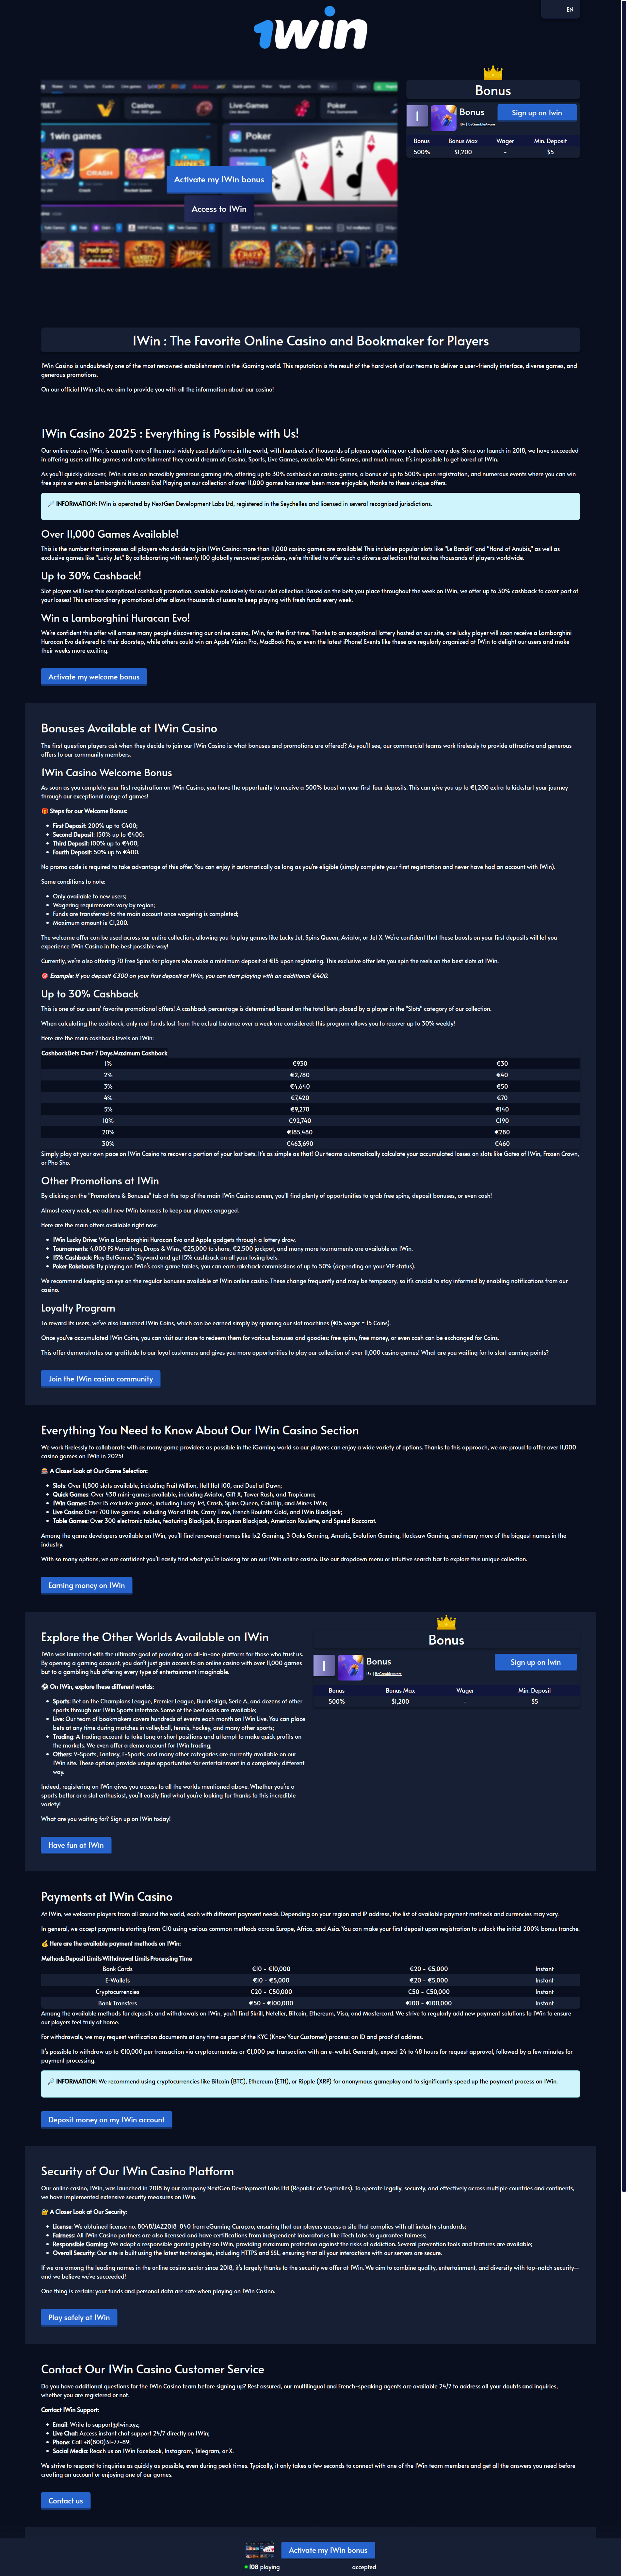 EN
1win
Bonus
Casino
Live-Games
Poker
1win games
Poker
Activate my 1Win bonus
Access to 1Win
1
Bonus
Sign up on 1win
Bonus Bonus Max Wager Min. Deposit
500% $1,200 - $5
1Win : The Favorite Online Casino and Bookmaker for Players
1Win Casino is undoubtedly one of the most renowned establishments in the iGaming world. This reputation is the result of the hard work of our teams to deliver a user-friendly interface, diverse games, and
generous promotions.
On our official 1Win site, we aim to provide you with all the information about our casino!
1Win Casino 2025 : Everything is Possible with Us!
Our online casino, 1Win, is currently one of the most widely used platforms in the world, with hundreds of thousands of players exploring our collection every day. Since our launch in 2018, we have succeeded
in offering users all the games and entertainment they could dream of: Casino, Sports, Live Games, exclusive Mini-Games, and much more. It's impossible to get bored at 1Win.
As you'll quickly discover, 1Win is also an incredibly generous gaming site, offering up to 30% cashback on casino games, a bonus of up to 500% upon registration, and numerous events where you can win
free spins or even a Lamborghini Huracan Evo! Playing on our collection of over 11,000 games has never been more enjoyable, thanks to these unique offers.
🔎 INFORMATION: 1Win is operated by NextGen Development Labs Ltd, registered in the Seychelles and licensed in several recognized jurisdictions.
Over 11,000 Games Available!
This is the number that impresses all players who decide to join 1Win Casino: more than 11,000 casino games are available! This includes popular slots like "Le Bandit" and "Hand of Anubis," as well as
exclusive games like "Lucky Jet." By collaborating with nearly 100 globally renowned providers, we're thrilled to offer such a diverse collection that excites thousands of players worldwide.
Up to 30% Cashback!
Slot players will love this exceptional cashback promotion, available exclusively for our slot collection. Based on the bets you place throughout the week on 1Win, we offer up to 30% cashback to cover part of
your losses! This extraordinary promotional offer allows thousands of users to keep playing with fresh funds every week.
Win a Lamborghini Huracan Evo!
We're confident this offer will amaze many people discovering our online casino, 1Win, for the first time. Thanks to an exceptional lottery hosted on our site, one lucky player will soon receive a Lamborghini
Huracan Evo delivered to their doorstep, while others could win an Apple Vision Pro, MacBook Pro, or even the latest iPhone! Events like these are regularly organized at 1Win to delight our users and make
their weeks more exciting.
Activate my welcome bonus
Bonuses Available at 1Win Casino
The first question players ask when they decide to join our 1Win Casino is: what bonuses and promotions are offered? As you'll see, our commercial teams work tirelessly to provide attractive and generous
offers to our community members.
1Win Casino Welcome Bonus
As soon as you complete your first registration on 1Win Casino, you have the opportunity to receive a 500% boost on your first four deposits. This can give you up to €1,200 extra to kickstart your journey
through our exceptional range of games!
🎁 Steps for our Welcome Bonus:
• First Deposit: 200% up to €400;
• Second Deposit: 150% up to €400;
• Third Deposit: 100% up to €400;
• Fourth Deposit: 50% up to €400.
No promo code is required to take advantage of this offer. You can enjoy it automatically as long as you're eligible (simply complete your first registration and never have had an account with 1Win).
Some conditions to note:
• Only available to new users;
• Wagering requirements vary by region;
• Funds are transferred to the main account once wagering is completed;
• Maximum amount is €1,200.
The welcome offer can be used across our entire collection, allowing you to play games like Lucky Jet, Spins Queen, Aviator, or Jet X. We're confident that these boosts on your first deposits will let you
experience 1Win Casino in the best possible way!
Currently, we're also offering 70 Free Spins for players who make a minimum deposit of €15 upon registering. This exclusive offer lets you spin the reels on the best slots at 1Win.
🎯 Example: If you deposit €300 on your first deposit at 1Win, you can start playing with an additional €400.
Up to 30% Cashback
This is one of our users' favorite promotional offers! A cashback percentage is determined based on the total bets placed by a player in the "Slots" category of our collection.
When calculating the cashback, only real funds lost from the actual balance over a week are considered: this program allows you to recover up to 30% weekly!
Here are the main cashback levels on 1Win:
Cashback Bets Over 7 Days Maximum Cashback
1% €930 €30
2% €2,780 €40
3% €4,640 €50
4% €7,420 €70
5% €9,270 €140
10% €92,740 €190
20% €185,480 €280
30% €463,690 €460
Simply play at your own pace on 1Win Casino to recover a portion of your lost bets. It's as simple as that! Our teams automatically calculate your accumulated losses on slots like Gates of 1Win, Frozen Crown,
or Pho Sho.
Other Promotions at 1Win
By clicking on the "Promotions & Bonuses" tab at the top of the main 1Win Casino screen, you'll find plenty of opportunities to grab free spins, deposit bonuses, or even cash!
Almost every week, we add new 1Win bonuses to keep our players engaged.
Here are the main offers available right now:
• 1Win Lucky Drive: Win a Lamborghini Huracan Evo and Apple gadgets through a lottery draw.
• Tournaments: 4,000 FS Marathon, Drops & Wins, €25,000 to share, €2,500 jackpot, and many more tournaments are available on 1Win.
• 15% Cashback: Play BetGames' Skyward and get 15% cashback on all your losing bets.
• Poker Rakeback: By playing on 1Win's cash game tables, you can earn rakeback commissions of up to 50% (depending on your VIP status).
We recommend keeping an eye on the regular bonuses available at 1Win online casino. These change frequently and may be temporary, so it's crucial to stay informed by enabling notifications from our
casino.
Loyalty Program
To reward its users, we've also launched 1Win Coins, which can be earned simply by spinning our slot machines (€15 wager = 15 Coins).
Once you've accumulated 1Win Coins, you can visit our store to redeem them for various bonuses and goodies: free spins, free money, or even cash can be exchanged for Coins.
This offer demonstrates our gratitude to our loyal customers and gives you more opportunities to play our collection of over 11,000 casino games! What are you waiting for to start earning points?
Join the 1Win casino community
Everything You Need to Know About Our 1Win Casino Section
We work tirelessly to collaborate with as many game providers as possible in the iGaming world so our players can enjoy a wide variety of options. Thanks to this approach, we are proud to offer over 11,000
casino games on 1Win in 2025!
🎰 A Closer Look at Our Game Selection:
• Slots: Over 11,800 slots available, including Fruit Million, Hell Hot 100, and Duel at Dawn;
• Quick Games: Over 430 mini-games available, including Aviator, Gift X, Tower Rush, and Tropicana;
• 1Win Games: Over 15 exclusive games, including Lucky Jet, Crash, Spins Queen, CoinFlip, and Mines 1Win;
• Live Casino: Over 700 live games, including War of Bets, Crazy Time, French Roulette Gold, and 1Win Blackjack;
• Table Games: Over 300 electronic tables, featuring Blackjack, European Blackjack, American Roulette, and Speed Baccarat.
Among the game developers available on 1Win, you'll find renowned names like 1x2 Gaming, 3 Oaks Gaming, Amatic, Evolution Gaming, Hacksaw Gaming, and many more of the biggest names in the
industry.
With so many options, we are confident you'll easily find what you're looking for on our 1Win online casino. Use our dropdown menu or intuitive search bar to explore this unique collection.
Earning money on 1Win
Explore the Other Worlds Available on 1Win
1Win was launched with the ultimate goal of providing an all-in-one platform for those who trust us.
By opening a gaming account, you don't just gain access to an online casino with over 11,000 games
but to a gambling hub offering every type of entertainment imaginable.
⚽ On 1Win, explore these different worlds:
• Sports: Bet on the Champions League, Premier League, Bundesliga, Serie A, and dozens of other
sports through our 1Win Sports interface. Some of the best odds are available;
• Live: Our team of bookmakers covers hundreds of events each month on 1Win Live. You can place
bets at any time during matches in volleyball, tennis, hockey, and many other sports;
• Trading: A trading account to take long or short positions and attempt to make quick profits on
the markets. We even offer a demo account for 1Win trading;
• Others: V-Sports, Fantasy, E-Sports, and many other categories are currently available on our
1Win site. These options provide unique opportunities for entertainment in a completely different
way.
Indeed, registering on 1Win gives you access to all the worlds mentioned above. Whether you're a
sports bettor or a slot enthusiast, you'll easily find what you're looking for thanks to this incredible
variety!
What are you waiting for? Sign up on 1Win today!
Have fun at 1Win
Bonus
1
Bonus
Sign up on 1win
Bonus Bonus Max Wager Min. Deposit
500% $1,200 - $5
Payments at 1Win Casino
At 1Win, we welcome players from all around the world, each with different payment needs. Depending on your region and IP address, the list of available payment methods and currencies may vary.
In general, we accept payments starting from €10 using various common methods across Europe, Africa, and Asia. You can make your first deposit upon registration to unlock the initial 200% bonus tranche.
💰 Here are the available payment methods on 1Win:
Methods Deposit Limits Withdrawal Limits Processing Time
Bank Cards €10 - €10,000 €20 - €5,000 Instant
E-Wallets €10 - €5,000 €20 - €5,000 Instant
Cryptocurrencies €20 - €50,000 €50 - €50,000 Instant
Bank Transfers €50 - €100,000 €100 - €100,000 Instant
Among the available methods for deposits and withdrawals on 1Win, you'll find Skrill, Neteller, Bitcoin, Ethereum, Visa, and Mastercard. We strive to regularly add new payment solutions to 1Win to ensure
our players feel truly at home.
For withdrawals, we may request verification documents at any time as part of the KYC (Know Your Customer) process: an ID and proof of address.
It's possible to withdraw up to €10,000 per transaction via cryptocurrencies or €1,000 per transaction with an e-wallet. Generally, expect 24 to 48 hours for request approval, followed by a few minutes for
payment processing.
🔎 INFORMATION: We recommend using cryptocurrencies like Bitcoin (BTC), Ethereum (ETH), or Ripple (XRP) for anonymous gameplay and to significantly speed up the payment process on 1Win.
Deposit money on my 1Win account
Security of Our 1Win Casino Platform
Our online casino, 1Win, was launched in 2018 by our company NextGen Development Labs Ltd (Republic of Seychelles). To operate legally, securely, and effectively across multiple countries and continents,
we have implemented extensive security measures on 1Win.
🔐 A Closer Look at Our Security:
• License: We obtained license no. 8048/JAZ2018-040 from eGaming Curaçao, ensuring that our players access a site that complies with all industry standards;
• Fairness: All 1Win Casino partners are also licensed and have certifications from independent laboratories like iTech Labs to guarantee fairness;
• Responsible Gaming: We adopt a responsible gaming policy on 1Win, providing maximum protection against the risks of addiction. Several prevention tools and features are available;
• Overall Security: Our site is built using the latest technologies, including HTTPS and SSL, ensuring that all your interactions with our servers are secure.
If we are among the leading names in the online casino sector since 2018, it's largely thanks to the security we offer at 1Win. We aim to combine quality, entertainment, and diversity with top-notch security—
and we believe we've succeeded!
One thing is certain: your funds and personal data are safe when playing on 1Win Casino.
Play safely at 1Win
Contact Our 1Win Casino Customer Service
Do you have additional questions for the 1Win Casino team before signing up? Rest assured, our multilingual and French-speaking agents are available 24/7 to address all your doubts and inquiries,
whether you are registered or not.
Contact 1Win Support:
• Email: Write to support@1win.xyz;
• Live Chat: Access instant chat support 24/7 directly on 1Win;
• Phone: Call +8(800)31-77-89;
• Social Media: Reach us on 1Win Facebook, Instagram, Telegram, or X.
We strive to respond to inquiries as quickly as possible, even during peak times. Typically, it only takes a few seconds to connect with one of the 1Win team members and get all the answers you need before
creating an account or enjoying one of our games.
Contact us
Activate my 1Win bonus
108 playing
accepted